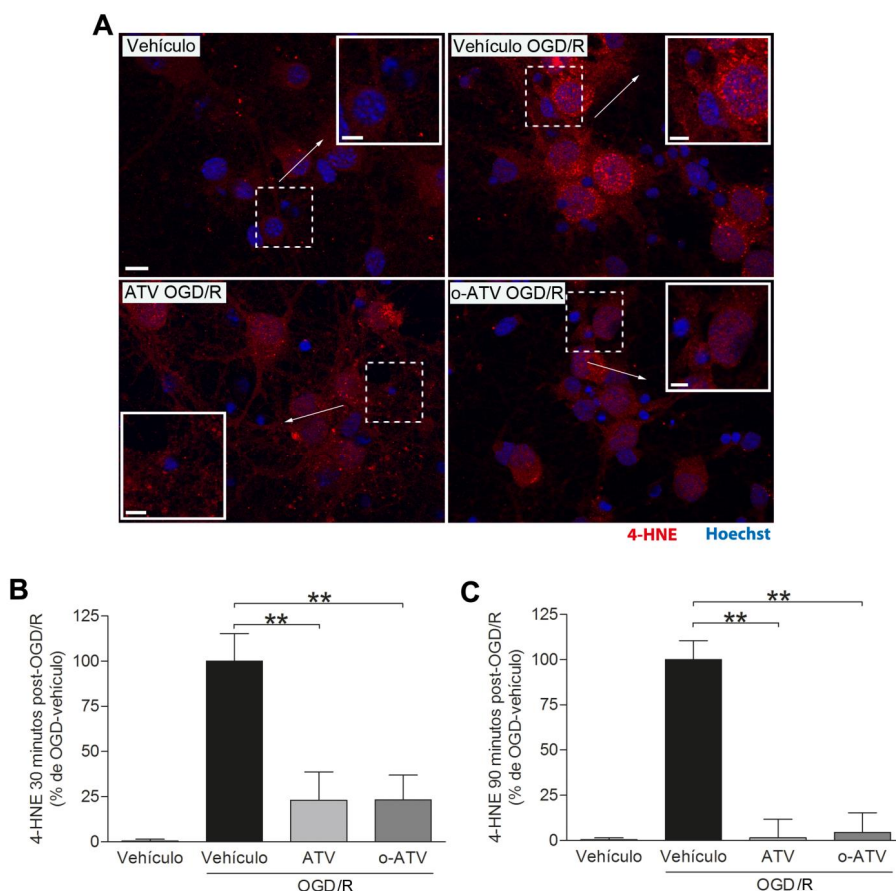 A
Vehículo
Vehículo OGD/R
ATV OGD/R
o-ATV OGD/R
4-HNE Hoechst
B
4-HNE 30 minutos post-OGD/R
(% de OGD-vehículo)
125
100
75
50
25
0
**
**
Vehículo Vehículo ATV o-ATV
OGD/R
C
4-HNE 90 minutos post-OGD/R
(% de OGD-vehículo)
125
100
75
50
25
0
**
**
Vehículo Vehículo ATV o-ATV
OGD/R